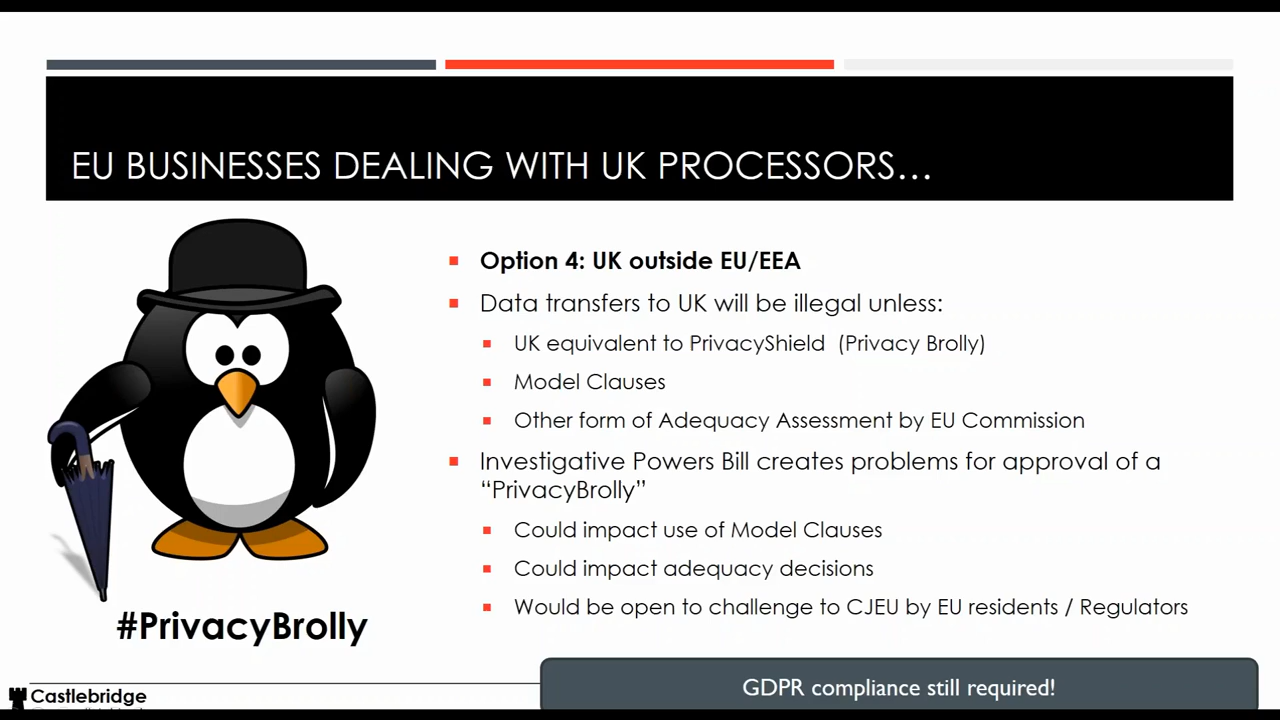 EU BUSINESSES DEALING WITH UK PROCESSORS...
Option 4: UK outside EU/EEA
Data transfers to UK will be illegal unless:
UK equivalent to PrivacyShield (Privacy Brolly)
Model Clauses
Other form of Adequacy Assessment by EU Commission
Investigative Powers Bill creates problems for approval of a
“PrivacyBrolly”
Could impact use of Model Clauses
Could impact adequacy decisions
Would be open to challenge to CJEU by EU residents / Regulators
#PrivacyBrolly
Castlebridge
GDPR compliance still required!